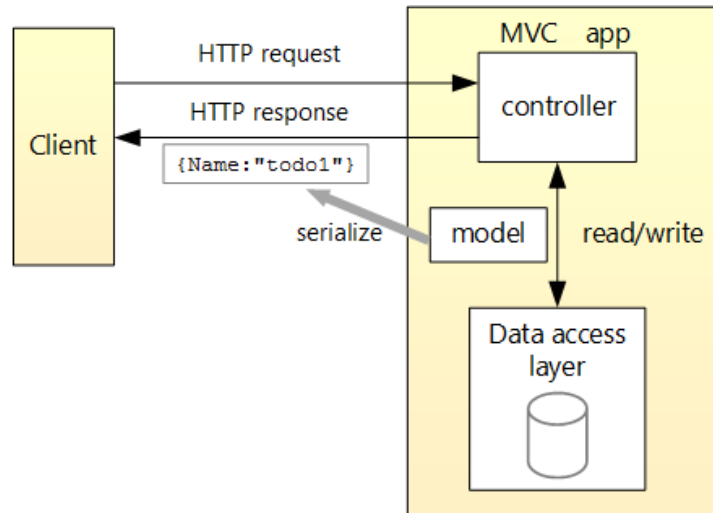 MVC app
HTTP request
controller
HTTP response
Client
{Name:"todo1"}
serialize
model
read/write
Data access
layer